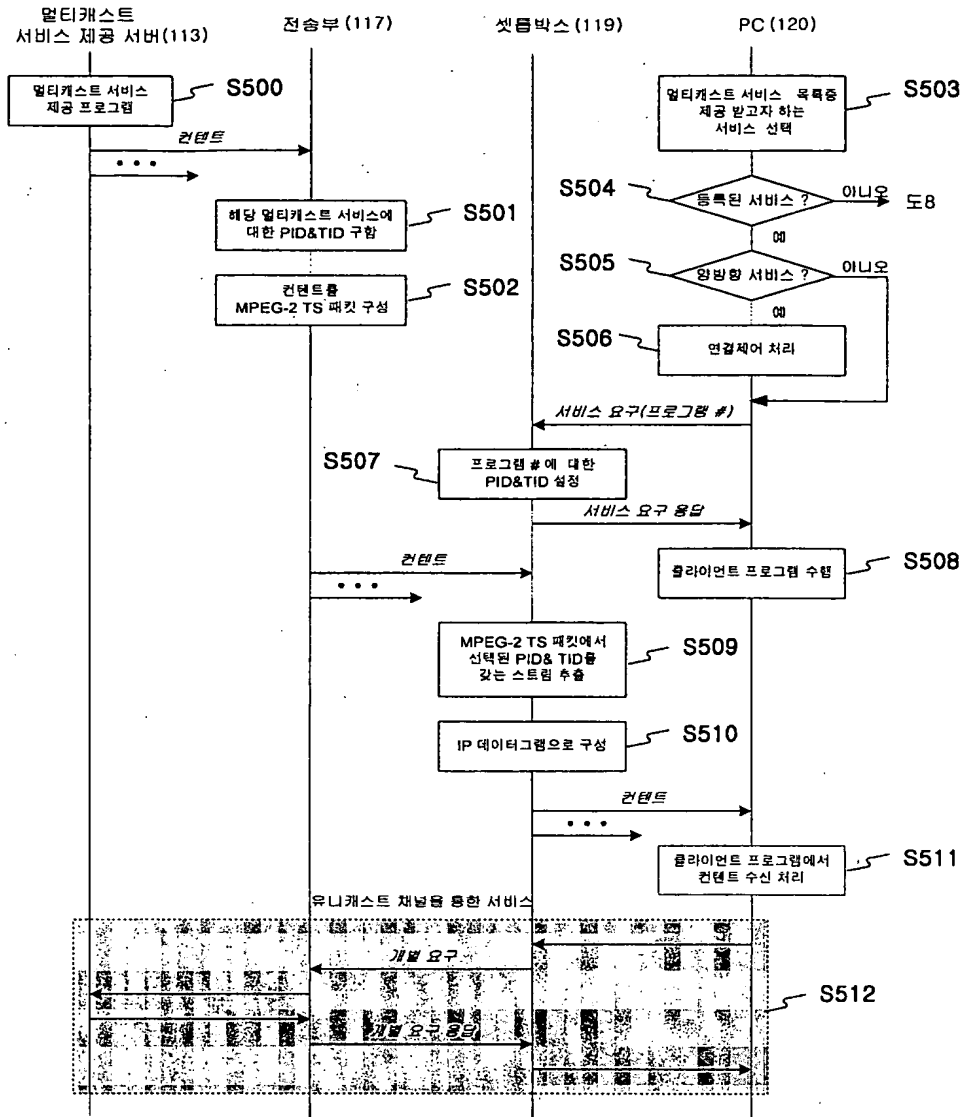 멀티캐스트
서비스 제공 서버(113)
전송부(117)
셋톱박스(119)
PC(120)
멀티캐스트 서비스
제공 프로그램
S500
멀티캐스트 서비스 목록중
제공 받고자 하는
서비스 선택
S503
컨텐트
S504
등록된 서비스 ?
아니오
도8
예
해당 멀티캐스트 서비스에
대한 PID&TID 구함
S501
S505
양방향 서비스 ?
아니오
예
컨텐트를
MPEG-2 TS 패킷 구성
S502
S506
연결제어 처리
서비스 요구(프로그램 #)
S507
프로그램 #에 대한
PID&TID 설정
서비스 요구 응답
컨텐트
클라이언트 프로그램 수행
S508
MPEG-2 TS 패킷에서
선택된 PID& TID를
갖는 스트림 추출
S509
IP 데이터그램으로 구성
S510
컨텐트
클라이언트 프로그램에서
컨텐트 수신 처리
S511
유니캐스트 채널을 통한 서비스
개별 요구
S512
개별 요구 응답